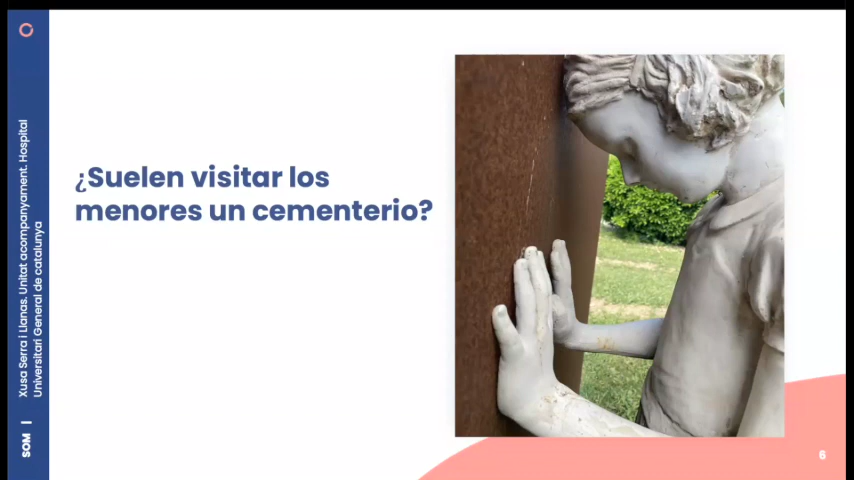 ¿Suelen visitar los
menores un cementerio?
Xusa Serra i Llanas. Unitat acompanyament. Hospital
Universitari General de catalunya
SOM |
6